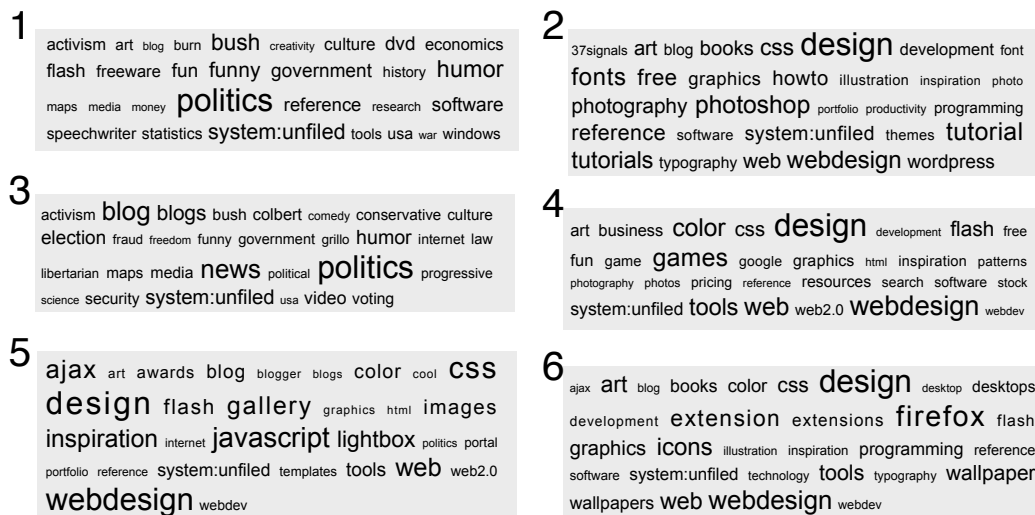 1
activism art blog burn bush creativity culture dvd economics
flash freeware fun funny government history humor
maps media money politics reference research software
speechwriter statistics system:unfiled tools usa war windows
2
37signals art blog books css design development font
fonts free graphics howto illustration inspiration photo
photography photoshop portfolio productivity programming
reference software system:unfiled themes tutorial
tutorials typography web webdesign wordpress
3
activism blog blogs bush colbert comedy conservative culture
election fraud freedom funny government grillo humor internet law
libertarian maps media news political politics progressive
science security system:unfiled usa video voting
4
art business color css design development flash free
fun game games google graphics html inspiration patterns
photography photos pricing reference resources search software stock
system:unfiled tools web web2.0 webdesign webdev
5
ajax art awards blog blogger blogs color cool css
design flash gallery graphics html images
inspiration internet javascript lightbox politics portal
portfolio reference system:unfiled templates tools web web2.0
webdesign webdev
6
ajax art blog books color css design desktop desktops
development extension extensions firefox flash
graphics icons illustration inspiration programming reference
software system:unfiled technology tools typography wallpaper
wallpapers web webdesign webdev